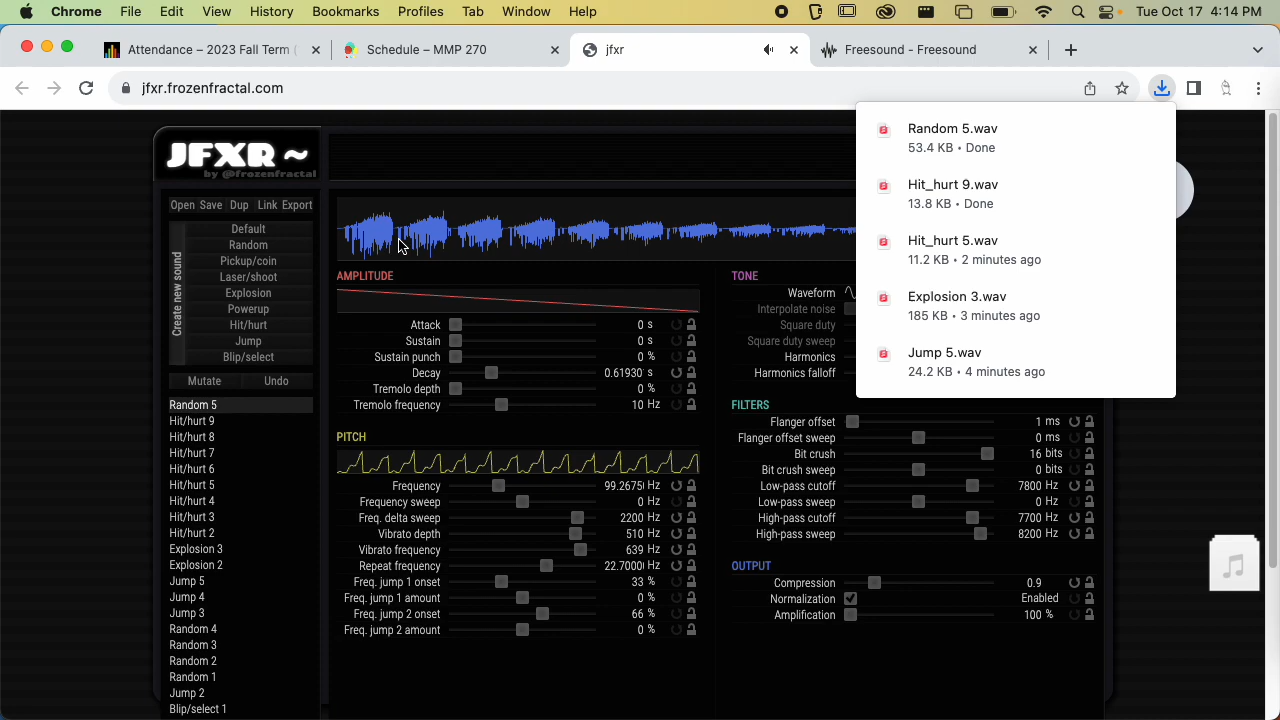 Chrome File Edit View History Bookmarks Profiles Tab Window Help Tue Oct 17 4:14 PM
Attendance – 2023 Fall Term (
Schedule – MMP 270
jfxr
Freesound - Freesound
jfxr.frozenfractal.com
Random 5.wav
53.4 KB • Done
Hit_hurt 9.wav
13.8 KB • Done
Hit_hurt 5.wav
11.2 KB • 2 minutes ago
Explosion 3.wav
185 KB • 3 minutes ago
Jump 5.wav
24.2 KB • 4 minutes ago
JFXR ~
by @frozenfractal
Open Save Dup Link Export
Create new sound
Default
Random
Pickup/coin
Laser/shoot
Explosion
Powerup
Hit/hurt
Jump
Blip/select
Mutate Undo
Random 5
Hit/hurt 9
Hit/hurt 8
Hit/hurt 7
Hit/hurt 6
Hit/hurt 5
Hit/hurt 4
Hit/hurt 3
Hit/hurt 2
Explosion 3
Explosion 2
Jump 5
Jump 4
Jump 3
Random 4
Random 3
Random 2
Random 1
Jump 2
Blip/select 1
AMPLITUDE
Attack 0 s
Sustain 0 s
Sustain punch 0 %
Decay 0.61930 s
Tremolo depth 0 %
Tremolo frequency 10 Hz
PITCH
Frequency 99.2675 Hz
Frequency sweep 0 Hz
Freq. delta sweep 2200 Hz
Vibrato depth 510 Hz
Vibrato frequency 639 Hz
Repeat frequency 22.7000 Hz
Freq. jump 1 onset 33 %
Freq. jump 1 amount 0 %
Freq. jump 2 onset 66 %
Freq. jump 2 amount 0 %
TONE
Waveform
Interpolate noise
Square duty
Square duty sweep
Harmonics
Harmonics falloff
FILTERS
Flanger offset 1 ms
Flanger offset sweep 0 ms
Bit crush 16 bits
Bit crush sweep 0 bits
Low-pass cutoff 7800 Hz
Low-pass sweep 0 Hz
High-pass cutoff 7700 Hz
High-pass sweep 8200 Hz
OUTPUT
Compression 0.9
Normalization Enabled
Amplification 100 %